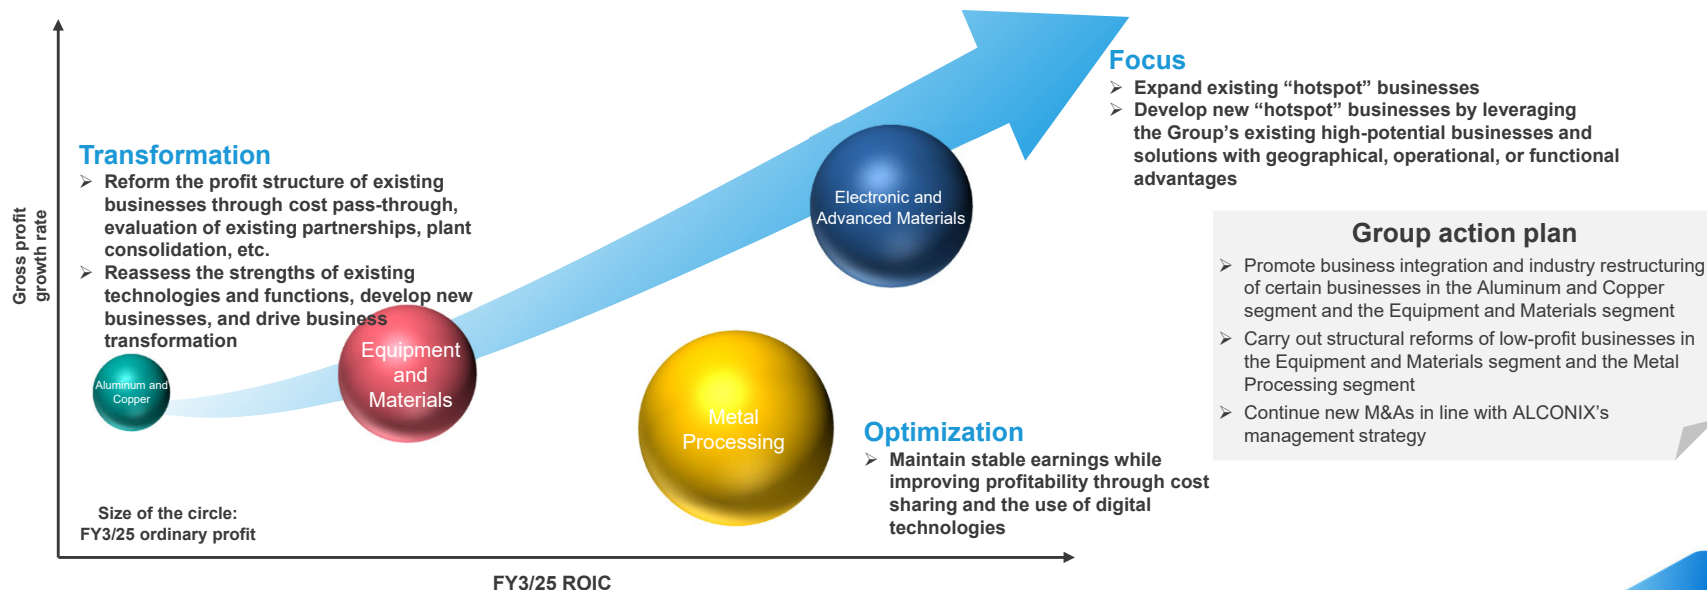 Gross profit
growth rate
Transformation
➢ Reform the profit structure of existing
businesses through cost pass-through,
evaluation of existing partnerships, plant
consolidation, etc.
➢ Reassess the strengths of existing
technologies and functions, develop new
businesses, and drive business
transformation
Aluminum and
Copper
Equipment
and
Materials
Metal
Processing
Electronic and
Advanced Materials
Focus
➢ Expand existing “hotspot” businesses
➢ Develop new “hotspot” businesses by leveraging
the Group’s existing high-potential businesses and
solutions with geographical, operational, or functional
advantages
Optimization
➢ Maintain stable earnings while
improving profitability through cost
sharing and the use of digital
technologies
Group action plan
➢ Promote business integration and industry restructuring
of certain businesses in the Aluminum and Copper
segment and the Equipment and Materials segment
➢ Carry out structural reforms of low-profit businesses in
the Equipment and Materials segment and the Metal
Processing segment
➢ Continue new M&As in line with ALCONIX’s
management strategy
Size of the circle:
FY3/25 ordinary profit
FY3/25 ROIC